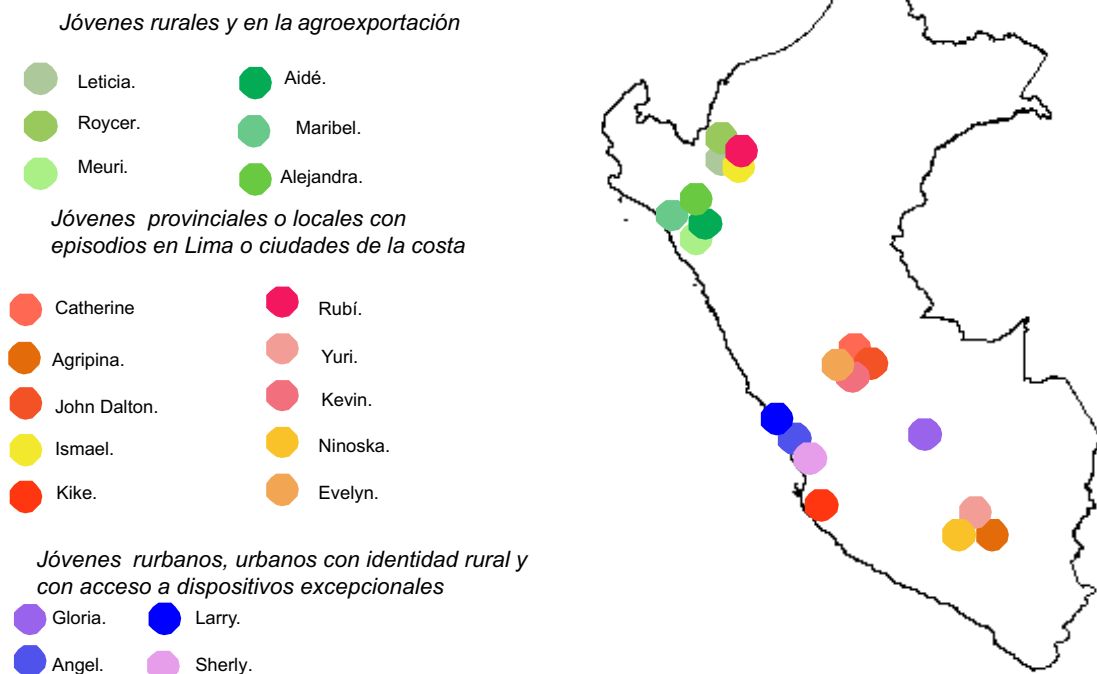 Jóvenes rurales y en la agroexportación
Leticia.
Aidé.
Roycer.
Maribel.
Meuri.
Alejandra.
Jóvenes provinciales o locales con
episodios en Lima o ciudades de la costa
Catherine
Rubí.
Agripina.
Yuri.
John Dalton.
Kevin.
Ismael.
Ninoska.
Kike.
Evelyn.
Jóvenes rurbanos, urbanos con identidad rural y
con acceso a dispositivos excepcionales
Gloria.
Larry.
Angel.
Sherly.